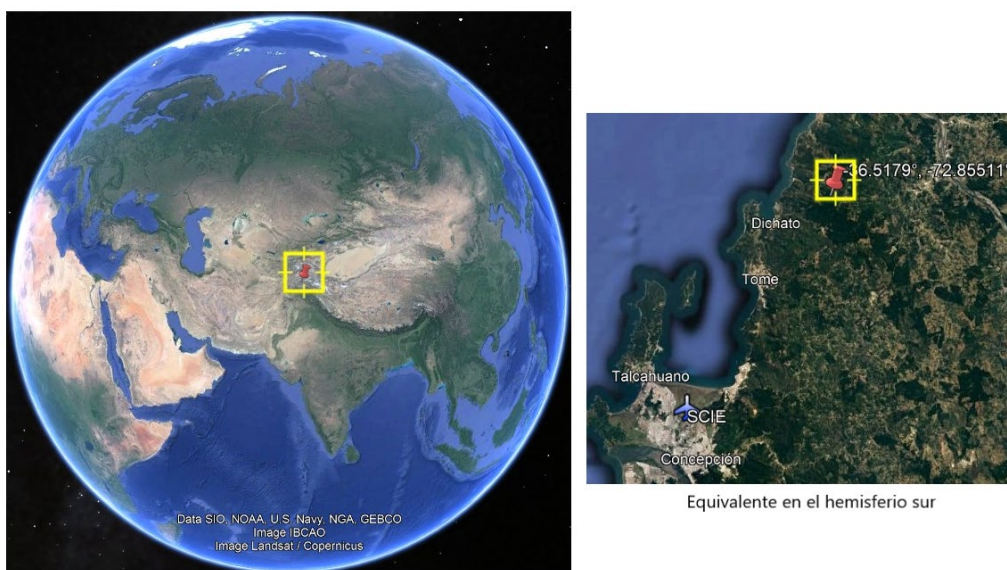 Data SIO, NOAA, U.S. Navy, NGA, GEBCO
Image IBCAO
Image Landsat / Copernicus
-36.5179°, -72.85511°
Dichato
Tome
Talcahuano
SCIE
Concepción
Equivalente en el hemisferio sur